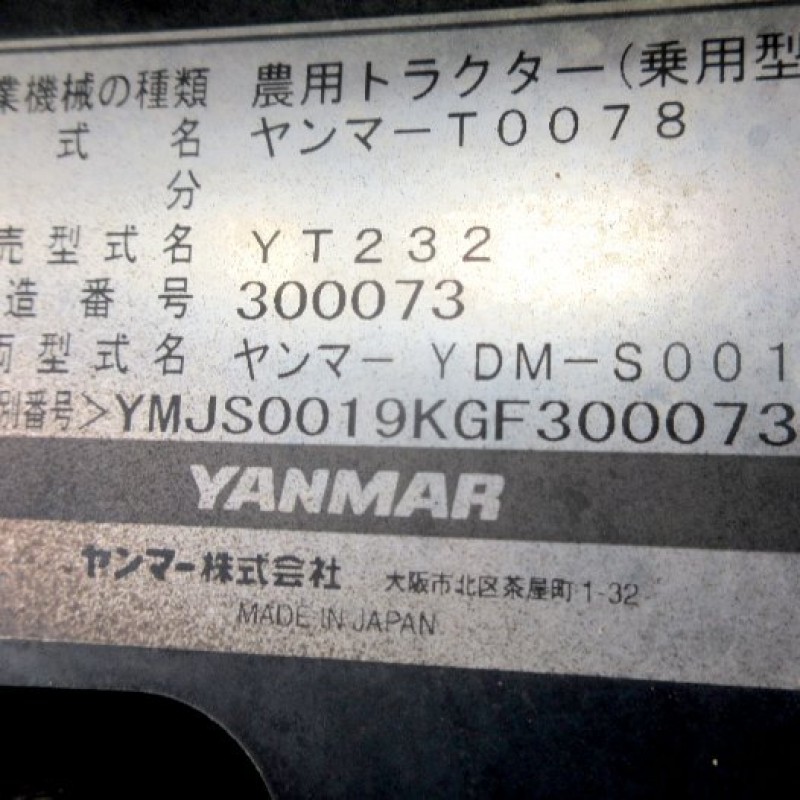 業機械の種類 農用トラクター(乗用型
式名 ヤンマーT0078
分
売型式名 YT232
造番号 300073
両型式名 ヤンマー YDM-S001
別番号>YMJS0019KGF300073
YANMAR
ヤンマー株式会社 大阪市北区茶屋町1-32
MADE IN JAPAN